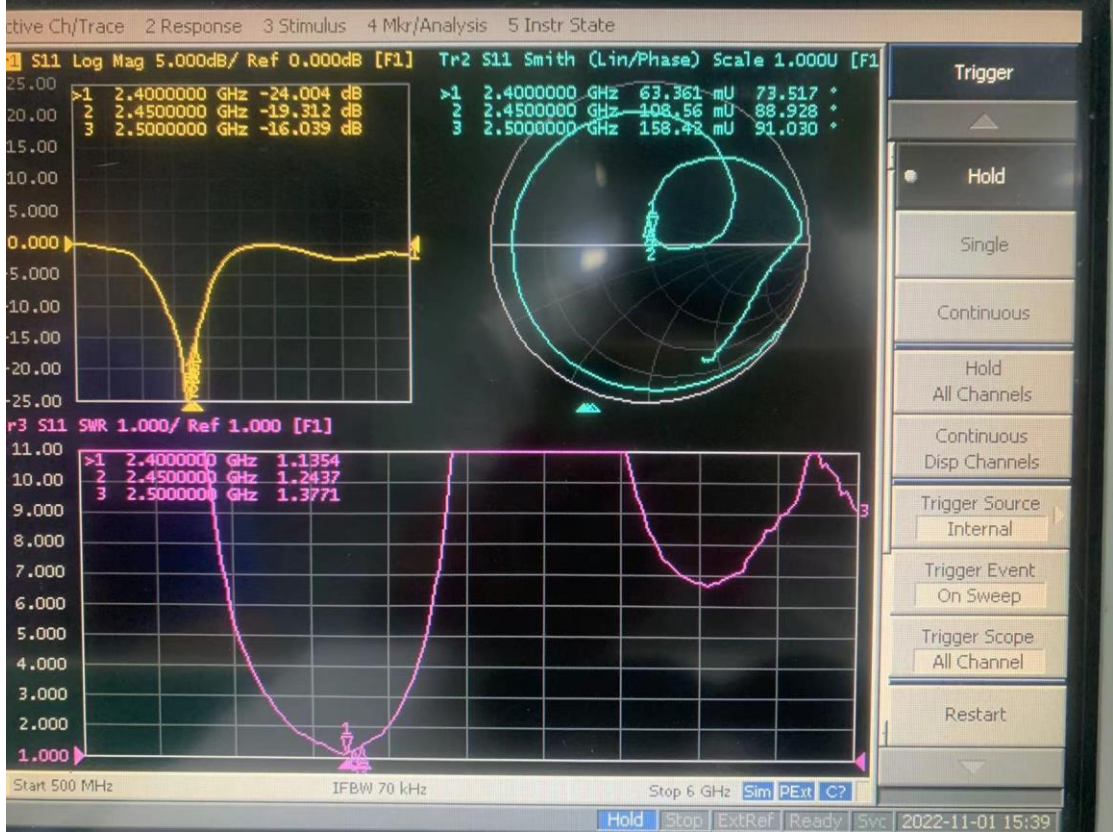 ctive Ch/Trace 2 Response 3 Stimulus 4 Mkr/Analysis 5 Instr State
S11 Log Mag 5.000dB/ Ref 0.000dB [F1]
25.00
>1 2.4000000 GHz -24.004 dB
2 2.4500000 GHz -19.312 dB
3 2.5000000 GHz -16.039 dB
20.00
15.00
10.00
5.000
0.000
-5.000
-10.00
-15.00
-20.00
-25.00
1
Tr2 S11 Smith (Lin/Phase) Scale 1.000U [F1
>1 2.4000000 GHz 63.361 mU 73.517 °
2 2.4500000 GHz 108.56 mU 88.928 °
3 2.5000000 GHz 158.42 mU 91.030 °
1
2
r3 S11 SWR 1.000/ Ref 1.000 [F1]
11.00
>1 2.4000000 GHz 1.1354
2 2.4500000 GHz 1.2437
3 2.5000000 GHz 1.3771
10.00
9.000
8.000
7.000
6.000
5.000
4.000
3.000
2.000
1.000
1
3
Start 500 MHz IFBW 70 kHz Stop 6 GHz Sim PExt C?
Trigger
Hold
Single
Continuous
Hold
All Channels
Continuous
Disp Channels
Trigger Source
Internal
Trigger Event
On Sweep
Trigger Scope
All Channel
Restart
Hold Stop ExtRef Ready Svc 2022-11-01 15:39